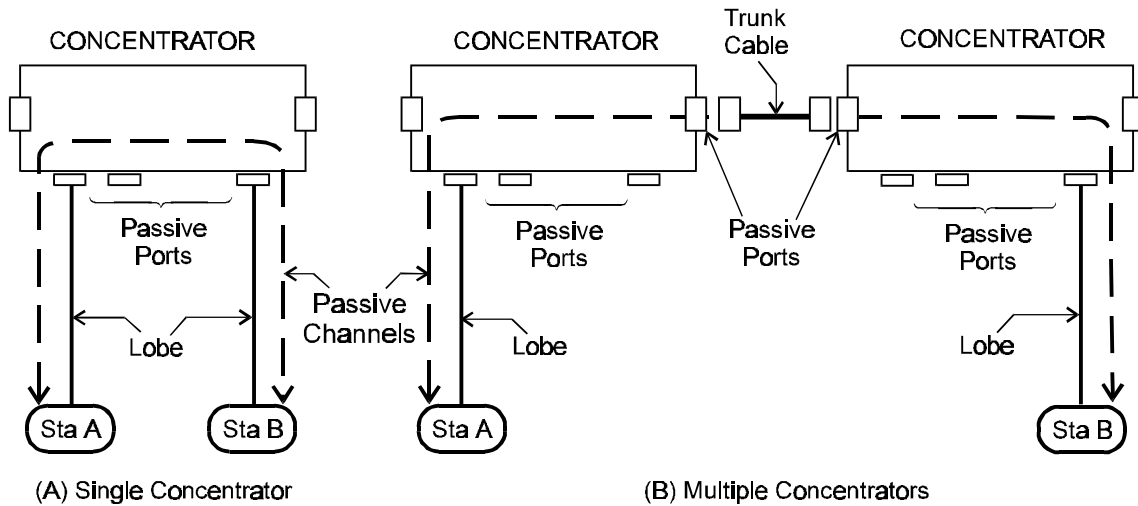 Trunk
Cable
CONCENTRATOR
CONCENTRATOR
CONCENTRATOR
Passive
Ports
Passive
Ports
Passive
Ports
Passive
Ports
Passive
Channels
Lobe
Lobe
Lobe
Sta A
Sta B
Sta A
Sta B
(A) Single Concentrator
(B) Multiple Concentrators